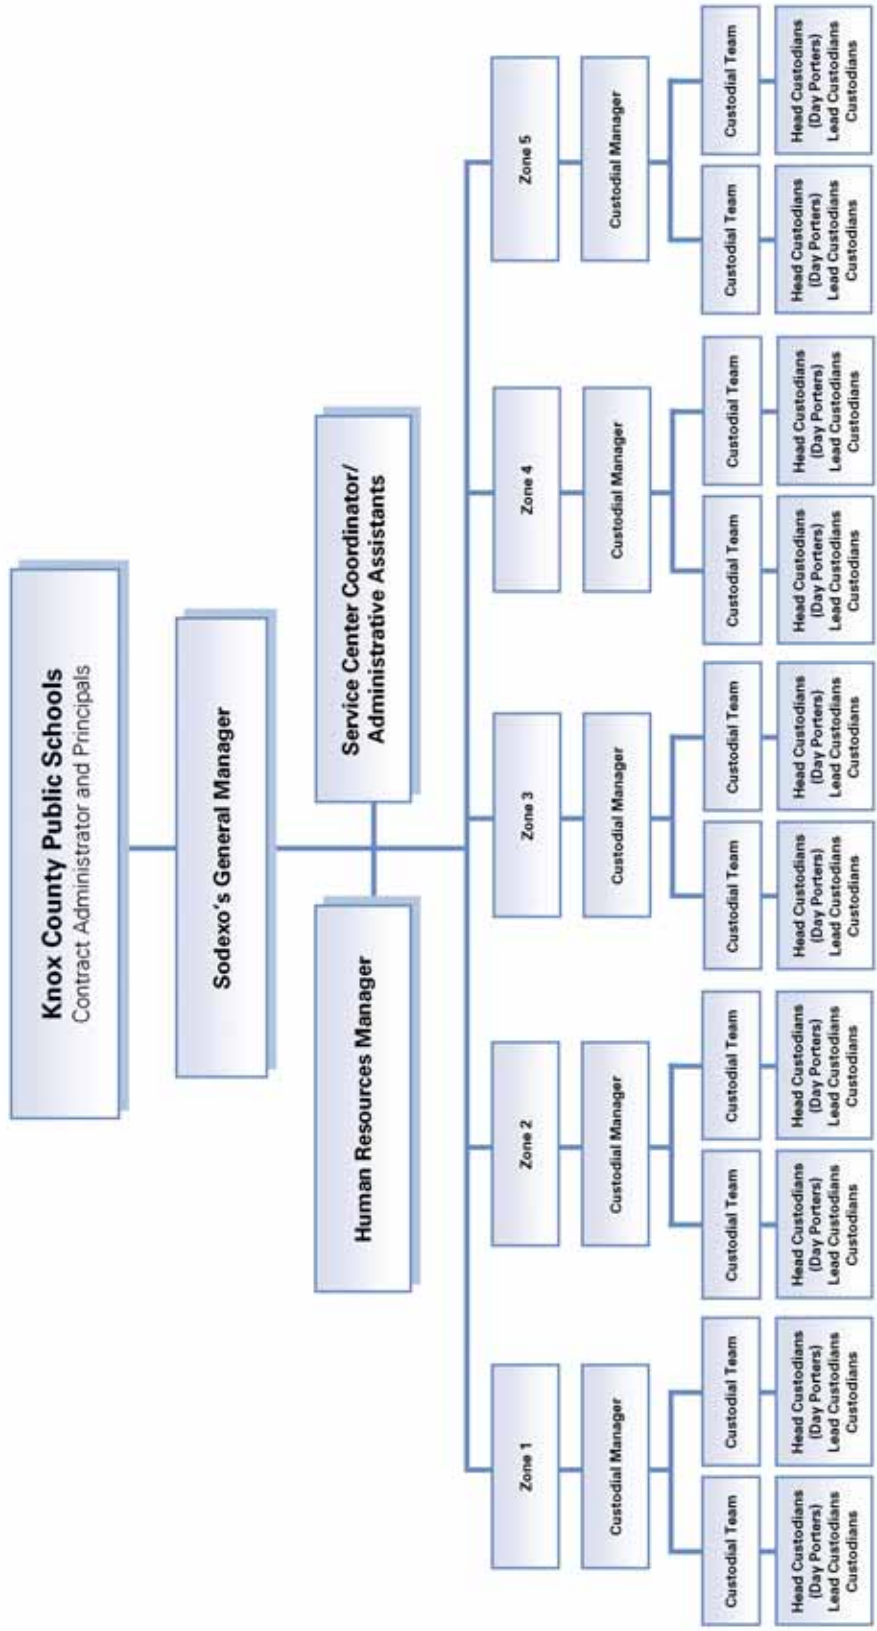 Knox County Public Schools
Contract Administrator and Principals
Sodexo's General Manager
Human Resources Manager
Service Center Coordinator/
Administrative Assistants
Zone 1
Zone 2
Zone 3
Zone 4
Zone 5
Custodial Manager
Custodial Manager
Custodial Manager
Custodial Manager
Custodial Manager
Custodial Team
Custodial Team
Custodial Team
Custodial Team
Custodial Team
Custodial Team
Custodial Team
Custodial Team
Custodial Team
Custodial Team
Head Custodians
(Day Porters)
Lead Custodians
Custodians
Head Custodians
(Day Porters)
Lead Custodians
Custodians
Head Custodians
(Day Porters)
Lead Custodians
Custodians
Head Custodians
(Day Porters)
Lead Custodians
Custodians
Head Custodians
(Day Porters)
Lead Custodians
Custodians
Head Custodians
(Day Porters)
Lead Custodians
Custodians
Head Custodians
(Day Porters)
Lead Custodians
Custodians
Head Custodians
(Day Porters)
Lead Custodians
Custodians
Head Custodians
(Day Porters)
Lead Custodians
Custodians
Head Custodians
(Day Porters)
Lead Custodians
Custodians